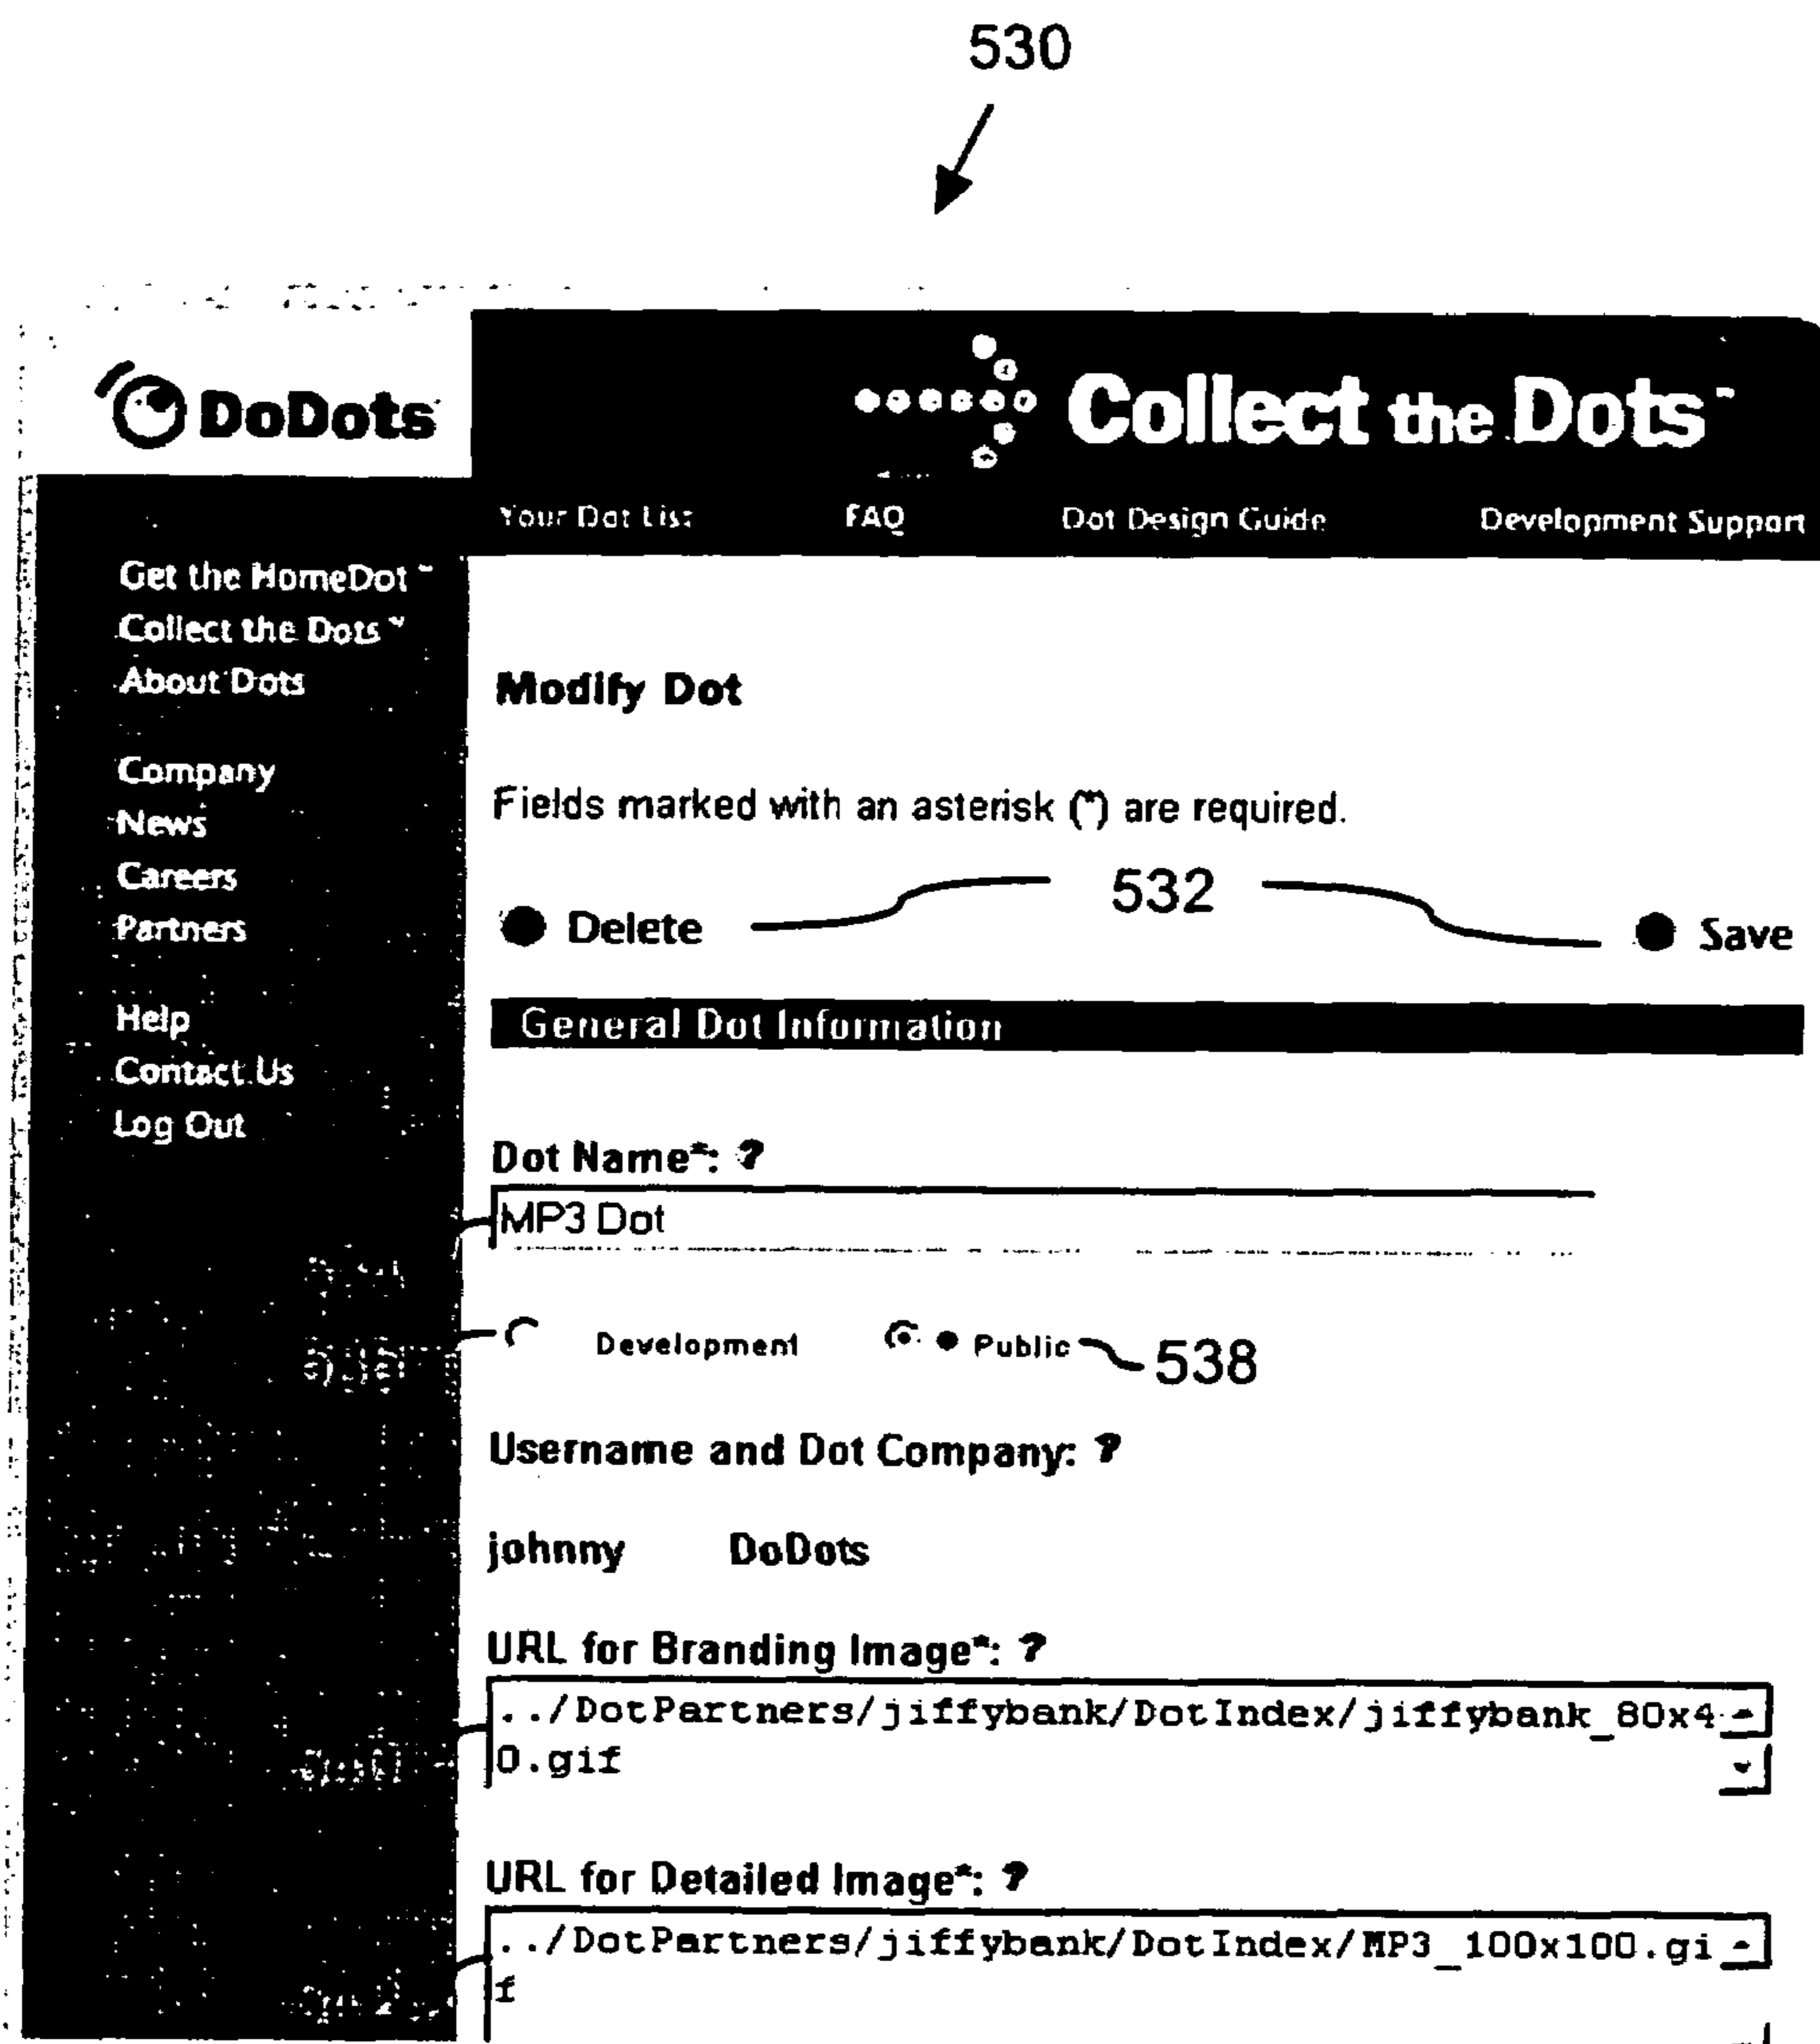 530
DoDots
Collect the Dots™
Your Dot List FAQ Dot Design Guide Development Support
Get the HomeDot™
Collect the Dots™
About Dots
Company
News
Careers
Partners
Help
Contact Us
Log Out
Modify Dot
Fields marked with an asterisk (*) are required.
532
Delete Save
General Dot Information
Dot Name*: ?
MP3 Dot
Development Public 538
Username and Dot Company: ?
johnny DoDots
URL for Branding Image*: ?
../DotPartners/jiffybank/DotIndex/jiffybank_80x4
0.gif
URL for Detailed Image*: ?
../DotPartners/jiffybank/DotIndex/MP3_100x100.gi
f